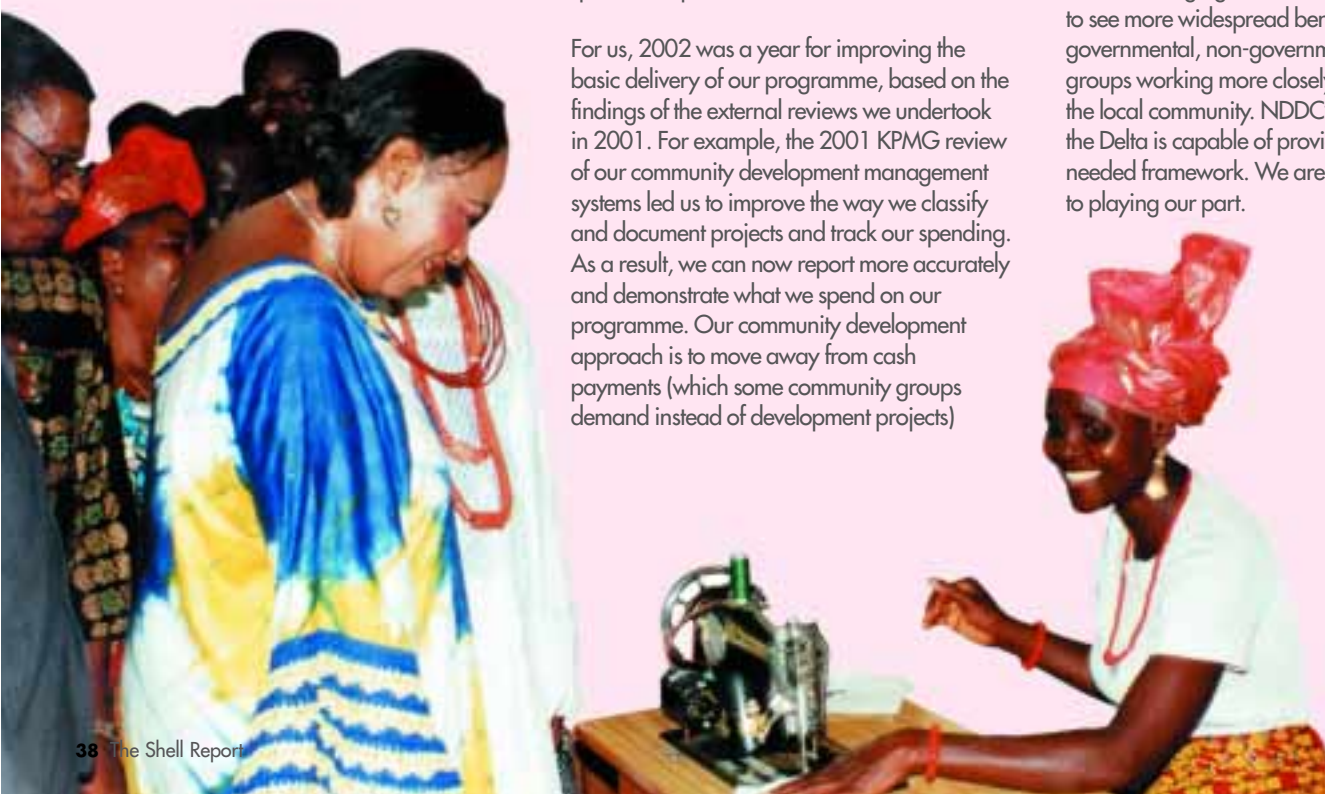 For us, 2002 was a year for improving the
basic delivery of our programme, based on the
findings of the external reviews we undertook
in 2001. For example, the 2001 KPMG review
of our community development management
systems led us to improve the way we classify
and document projects and track our spending.
As a result, we can now report more accurately
and demonstrate what we spend on our
programme. Our community development
approach is to move away from cash
payments (which some community groups
demand instead of development projects)
to see more widespread ber
governmental, non-governm
groups working more closely
the local community. NDDC
the Delta is capable of provi
needed framework. We are
to playing our part.
38 The Shell Report